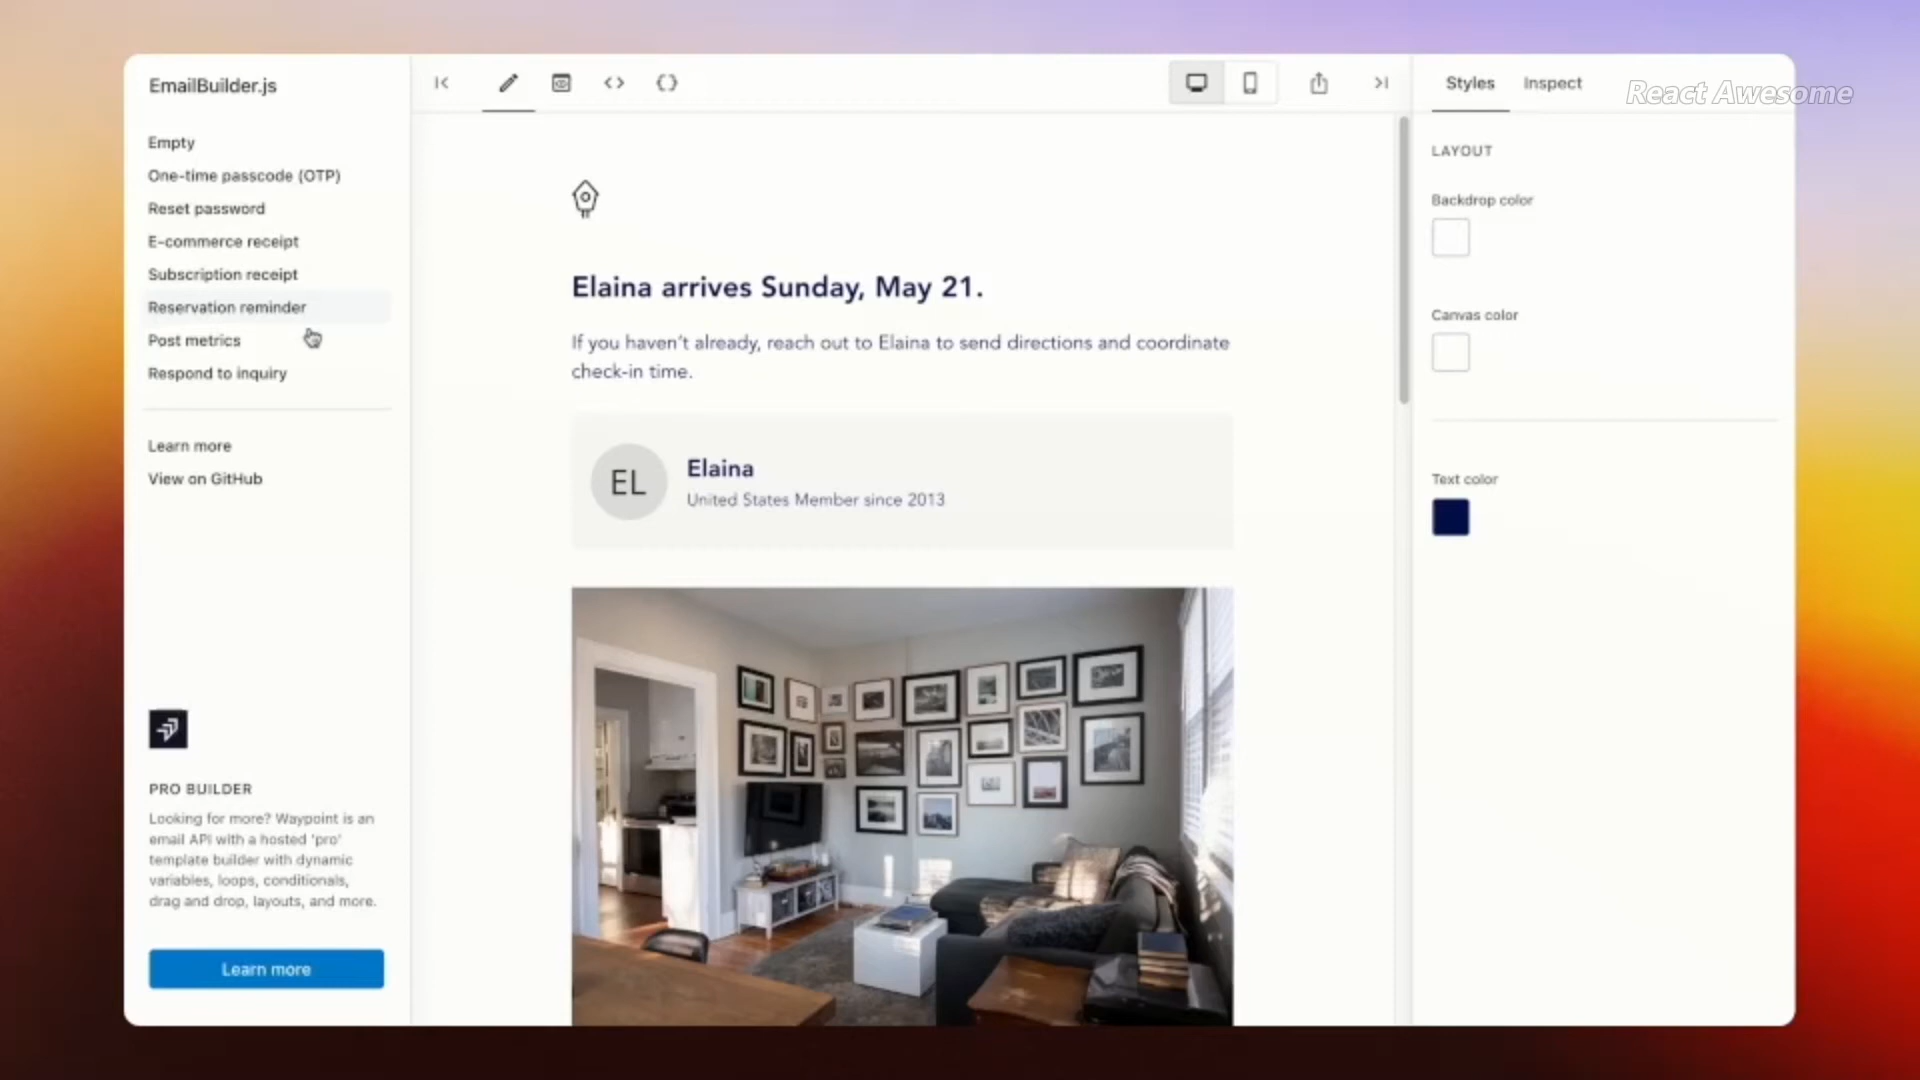 EmailBuilder.js
Empty
One-time passcode (OTP)
Reset password
E-commerce receipt
Subscription receipt
Reservation reminder
Post metrics
Respond to inquiry
Learn more
View on GitHub
PRO BUILDER
Looking for more? Waypoint is an
email API with a hosted 'pro'
template builder with dynamic
variables, loops, conditionals,
drag and drop, layouts, and more.
Learn more
Elaina arrives Sunday, May 21.
If you haven't already, reach out to Elaina to send directions and coordinate
check-in time.
EL
Elaina
United States Member since 2013
Styles
Inspect
React Awesome
LAYOUT
Backdrop color
Canvas color
Text color